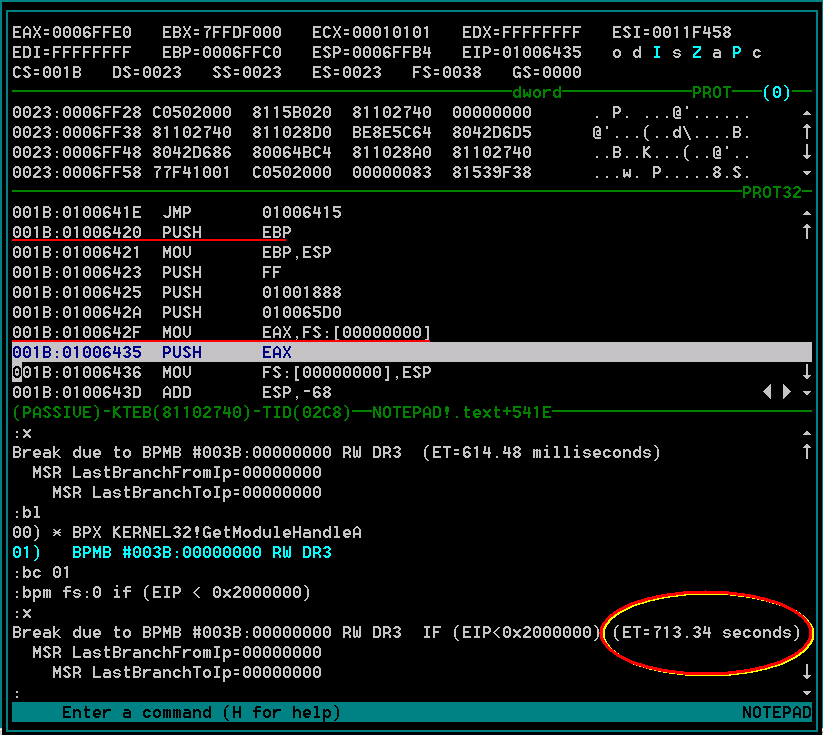 EAX=0006FFE0   EBX=7FFDF000   ECX=00010101   EDX=FFFFFFFF   ESI=0011F458
EDI=FFFFFFFF   EBP=0006FFC0   ESP=0006FFB4   EIP=01006435   o d I s Z a P c
CS=001B   DS=0023   SS=0023   ES=0023   FS=0038   GS=0000
dword PROT (0)
0023:0006FF28 C0502000  8115B020  81102740  00000000      . P. ...@'......
0023:0006FF38 81102740  811028D0  BE8E5C64  8042D6D5      @'...(..d\....B.
0023:0006FF48 8042D686  80064BC4  811028A0  81102740      ..B..K...(..@'..
0023:0006FF58 77F41001  C0502000  00000083  81539F38      ...w. P.....8.S.
PROT32
001B:0100641E  JMP      01006415
001B:01006420  PUSH     EBP
001B:01006421  MOV      EBP,ESP
001B:01006423  PUSH     FF
001B:01006425  PUSH     01001888
001B:0100642A  PUSH     010065D0
001B:0100642F  MOV      EAX,FS:[00000000]
001B:01006435  PUSH     EAX
001B:01006436  MOV      FS:[00000000],ESP
001B:0100643D  ADD      ESP,-68
(PASSIVE)-KTEB(81102740)-TID(02C8)—NOTEPAD!.text+541E
:x
Break due to BPMB #003B:00000000 RW DR3  (ET=614.48 milliseconds)
MSR LastBranchFromIp=00000000
MSR LastBranchToIp=00000000
:bl
00) * BPX KERNEL32!GetModuleHandleA
01)   BPMB #003B:00000000 RW DR3
:bc 01
:bpm fs:0 if (EIP < 0x2000000)
:x
Break due to BPMB #003B:00000000 RW DR3  IF (EIP<0x2000000) (ET=713.34 seconds)
MSR LastBranchFromIp=00000000
MSR LastBranchToIp=00000000
:
Enter a command (H for help) NOTEPAD